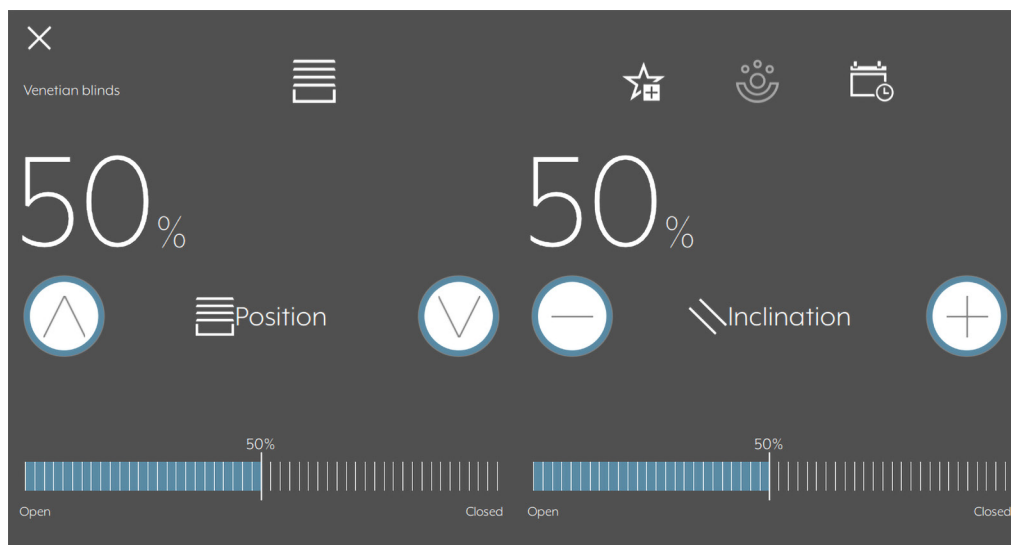 Venetian blinds
50%
50%
Position
Inclination
50%
50%
Open
Closed
Open
Closed